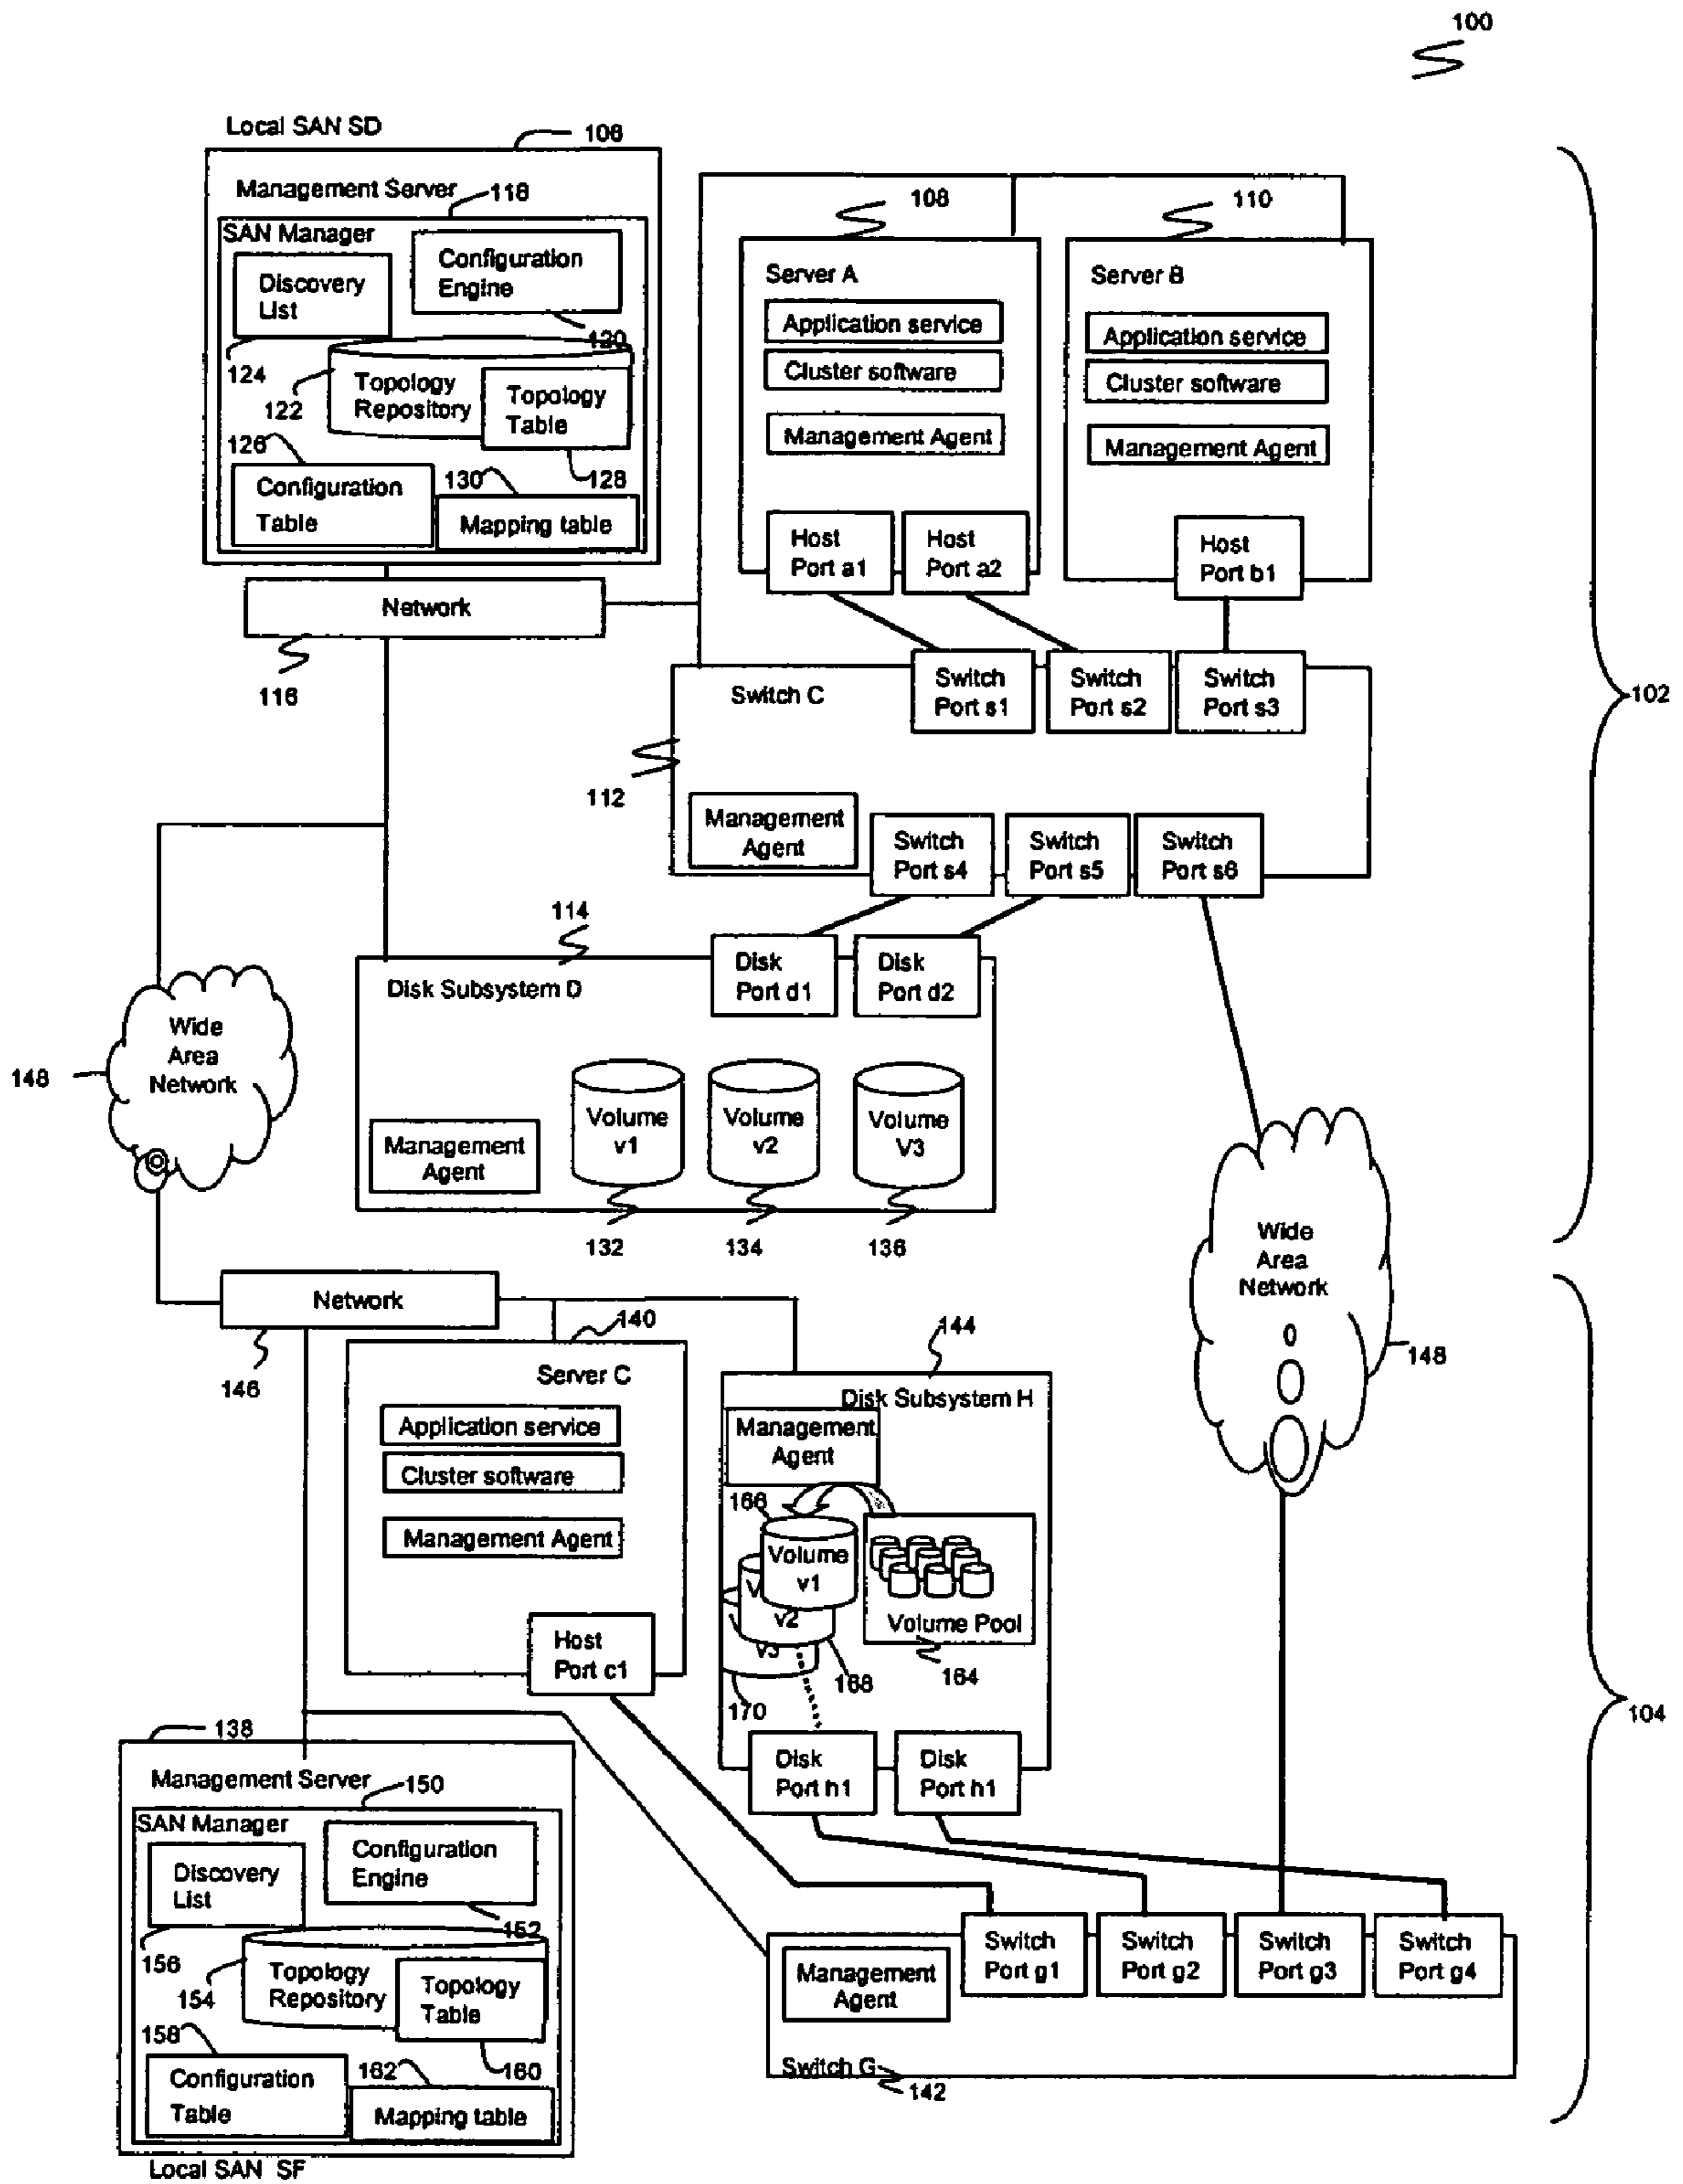 100
Local SAN SD
106
Management Server
118
SAN Manager
Configuration
Engine
120
Discovery
List
124
122
Topology
Repository
Topology
Table
128
126
Configuration
Table
130
Mapping table
Network
116
108
Server A
Application service
Cluster software
Management Agent
Host
Port a1
Host
Port a2
110
Server B
Application service
Cluster software
Management Agent
Host
Port b1
102
Switch C
Switch
Port s1
Switch
Port s2
Switch
Port s3
112
Management
Agent
Switch
Port s4
Switch
Port s5
Switch
Port s6
114
Disk Subsystem D
Disk
Port d1
Disk
Port d2
Management
Agent
Volume
v1
Volume
v2
Volume
V3
132
134
136
Wide
Area
Network
148
Wide
Area
Network
148
Network
146
140
Server C
Application service
Cluster software
Management Agent
Host
Port c1
144
Disk Subsystem H
Management
Agent
166
Volume
v1
V
v2
v3
168
170
Volume Pool
164
Disk
Port h1
Disk
Port h1
104
138
Management Server
150
SAN Manager
Configuration
Engine
152
Discovery
List
156
154
Topology
Repository
Topology
Table
160
158
Configuration
Table
162
Mapping table
Local SAN SF
Management
Agent
Switch
Port g1
Switch
Port g2
Switch
Port g3
Switch
Port g4
Switch G
142